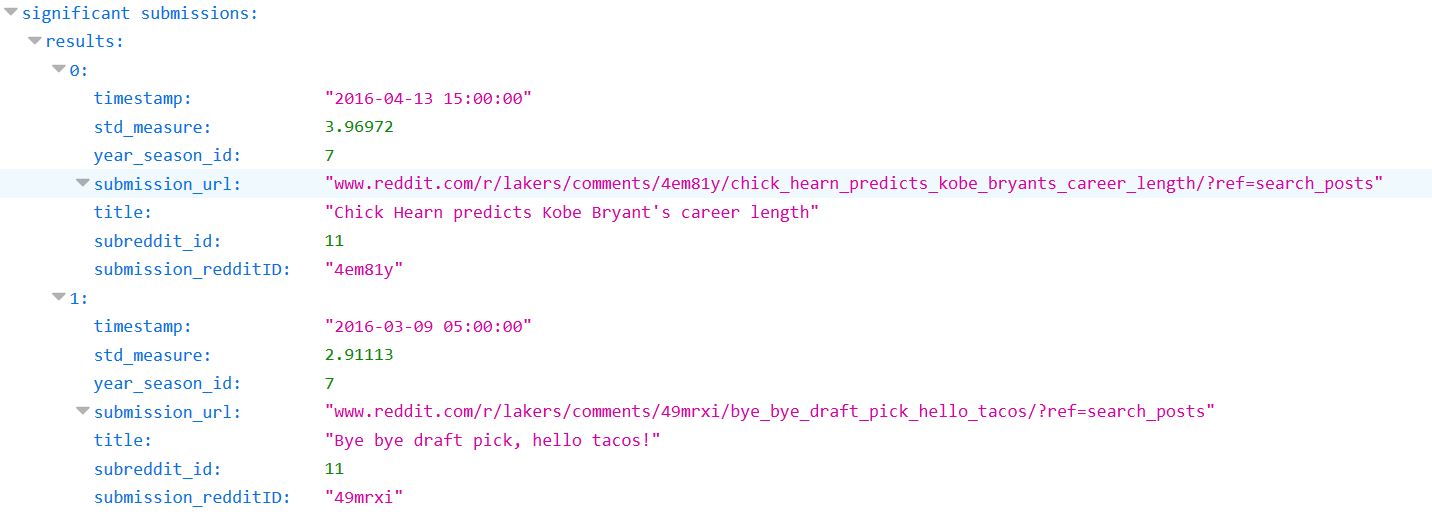 significant submissions:
results:
0:
timestamp: "2016-04-13 15:00:00"
std_measure: 3.96972
year_season_id: 7
submission_url: "www.reddit.com/r/lakers/comments/4em81y/chick_hearn_predicts_kobe_bryants_career_length/?ref=search_posts"
title: "Chick Hearn predicts Kobe Bryant's career length"
subreddit_id: 11
submission_redditID: "4em81y"
1:
timestamp: "2016-03-09 05:00:00"
std_measure: 2.91113
year_season_id: 7
submission_url: "www.reddit.com/r/lakers/comments/49mrxi/bye_bye_draft_pick_hello_tacos/?ref=search_posts"
title: "Bye bye draft pick, hello tacos!"
subreddit_id: 11
submission_redditID: "49mrxi"